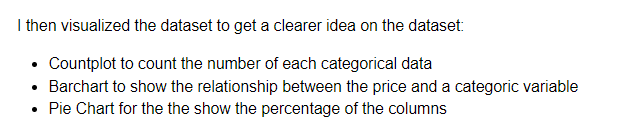 I then visualized the dataset to get a clearer idea on the dataset:
• Countplot to count the number of each categorical data
• Barchart to show the relationship between the price and a categoric variable
• Pie Chart for the the show the percentage of the columns